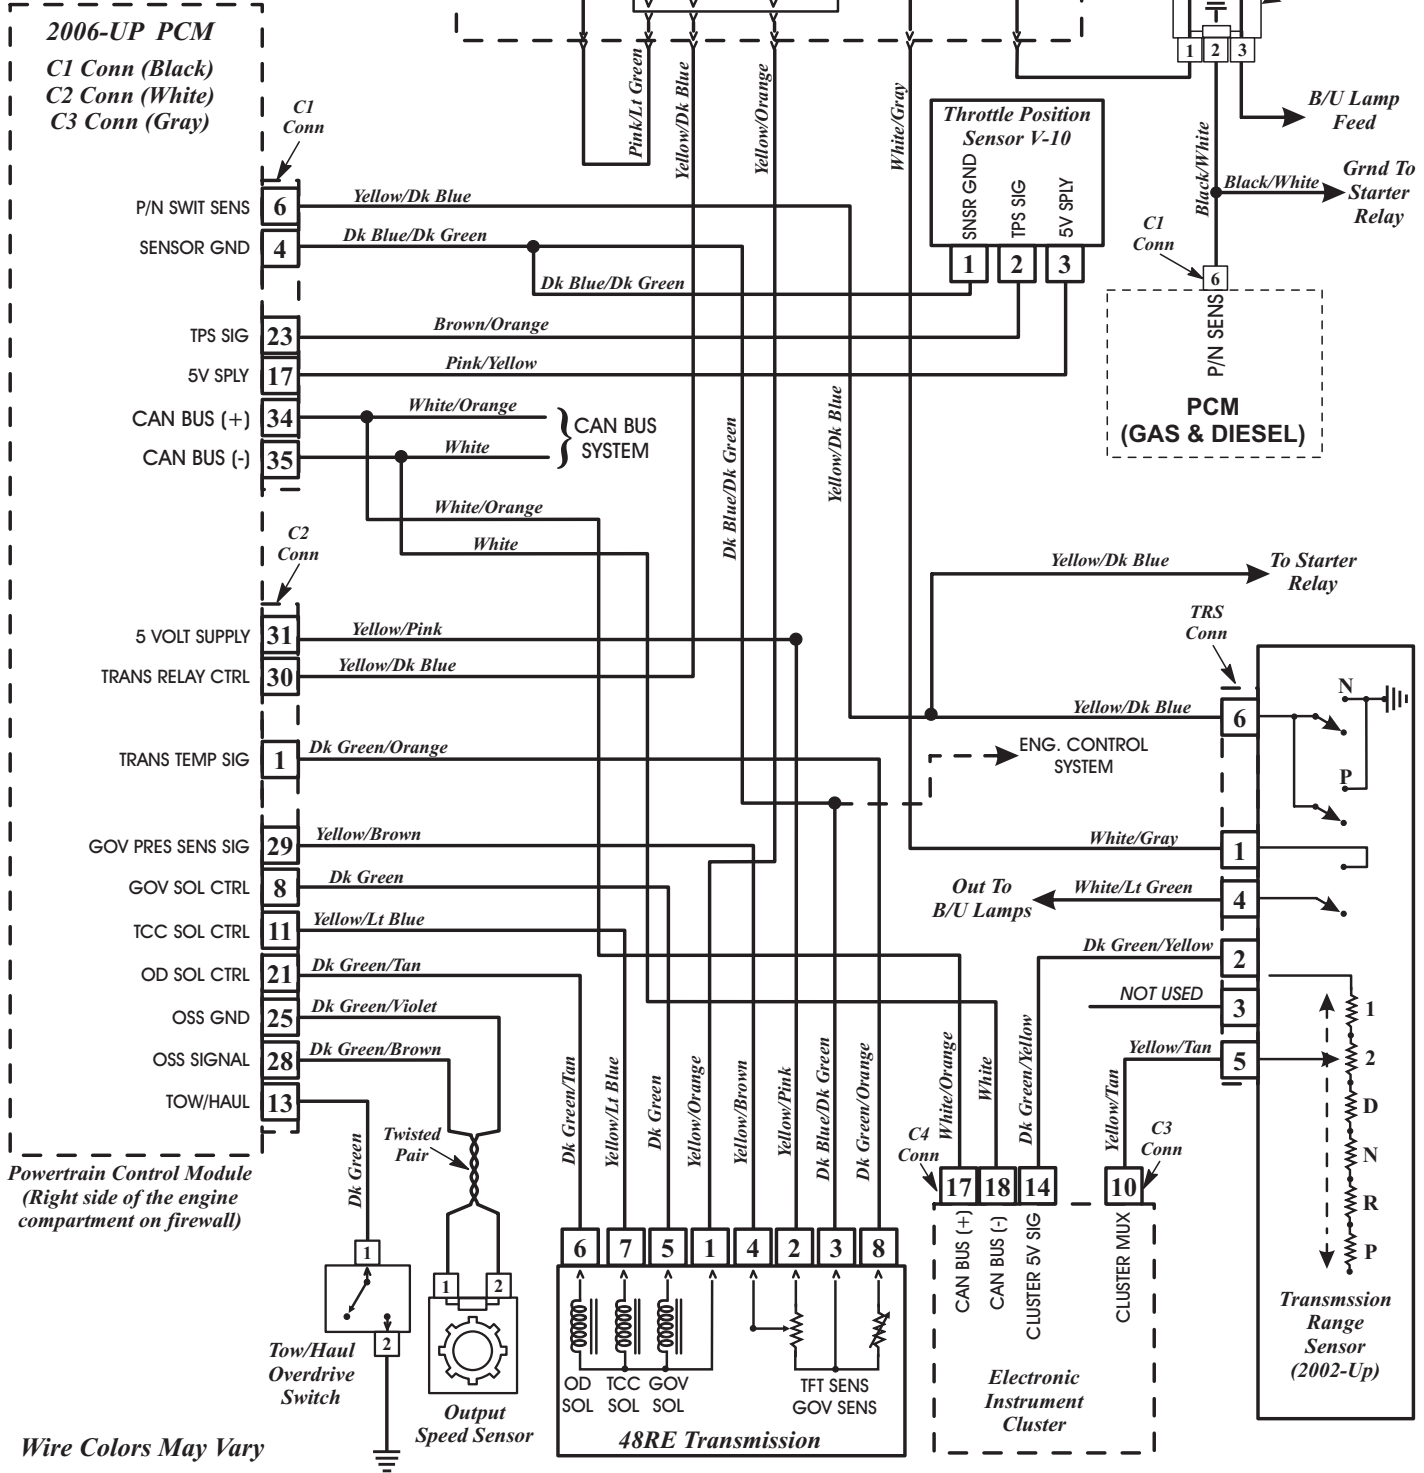 2006-UP PCM
C1 Conn (Black)
C2 Conn (White)
C3 Conn (Gray)
C1
Conn
P/N SWIT SENS 6 Yellow/Dk Blue
SENSOR GND 4 Dk Blue/Dk Green
Dk Blue/Dk Green
TPS SIG 23 Brown/Orange
5V SPLY 17 Pink/Yellow
CAN BUS (+) 34 White/Orange
CAN BUS (-) 35 White
CAN BUS
SYSTEM
White/Orange
White
C2
Conn
5 VOLT SUPPLY 31 Yellow/Pink
TRANS RELAY CTRL 30 Yellow/Dk Blue
TRANS TEMP SIG 1 Dk Green/Orange
GOV PRES SENS SIG 29 Yellow/Brown
GOV SOL CTRL 8 Dk Green
TCC SOL CTRL 11 Yellow/Lt Blue
OD SOL CTRL 21 Dk Green/Tan
OSS GND 25 Dk Green/Violet
OSS SIGNAL 28 Dk Green/Brown
TOW/HAUL 13
Powertrain Control Module
(Right side of the engine
compartment on firewall)
Pink/Lt Green
Yellow/Dk Blue
Yellow/Orange
White/Gray
Throttle Position
Sensor V-10
SNSR GND
TPS SIG
5V SPLY
1 2 3
1 2 3
B/U Lamp
Feed
Black/White
Black/White
Grnd To
Starter
Relay
C1
Conn
6
P/N SENS
PCM
(GAS & DIESEL)
Dk Blue/Dk Green
Yellow/Dk Blue
Yellow/Dk Blue
To Starter
Relay
TRS
Conn
Yellow/Dk Blue 6
N
P
ENG. CONTROL
SYSTEM
White/Gray 1
Out To
B/U Lamps
White/Lt Green 4
Dk Green/Yellow 2
NOT USED 3
Yellow/Tan 5
1
2
D
N
R
P
Transmssion
Range
Sensor
(2002-Up)
Dk Green
Twisted
Pair
1
2
Tow/Haul
Overdrive
Switch
1 2
Output
Speed Sensor
Dk Green/Tan
Yellow/Lt Blue
Dk Green
Yellow/Orange
Yellow/Brown
Yellow/Pink
Dk Blue/Dk Green
Dk Green/Orange
6 7 5 1 4 2 3 8
OD
SOL
TCC
SOL
GOV
SOL
TFT SENS
GOV SENS
48RE Transmission
White/Orange
White
Dk Green/Yellow
Yellow/Tan
C4
Conn
C3
Conn
17 18 14 10
CAN BUS (+)
CAN BUS (-)
CLUSTER 5V SIG
CLUSTER MUX
Electronic
Instrument
Cluster
Wire Colors May Vary